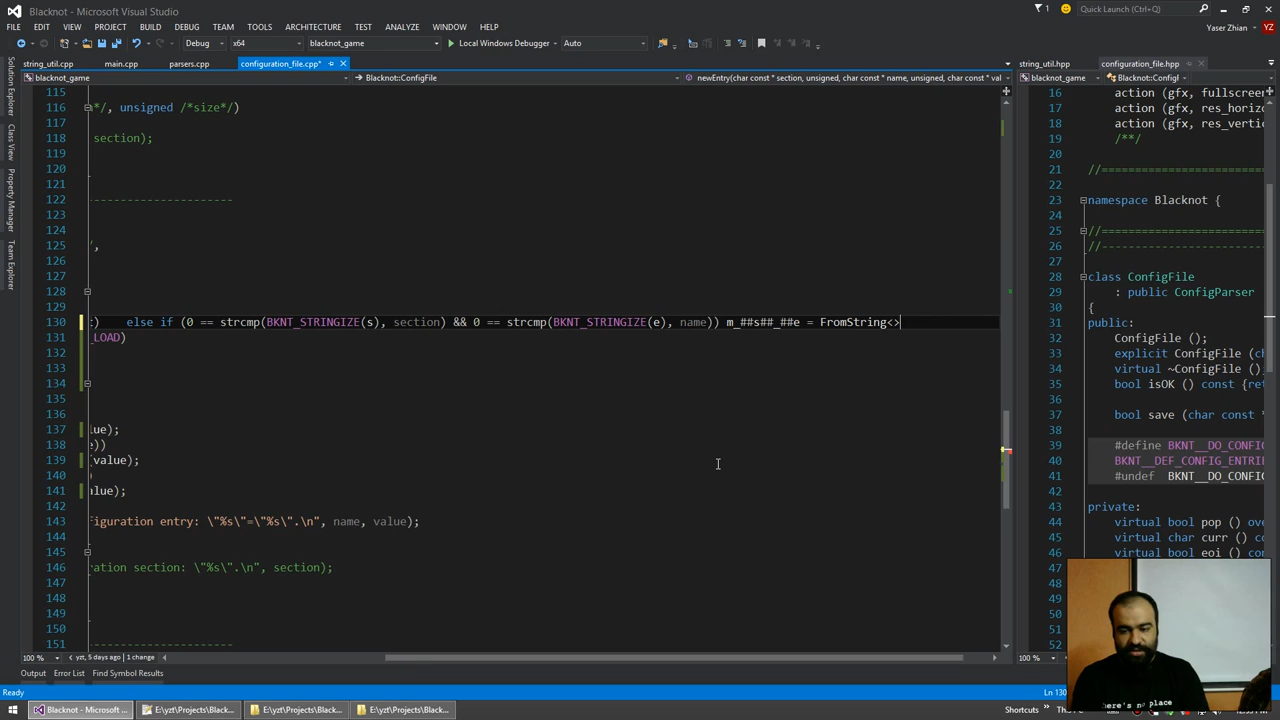 Blacknot - Microsoft Visual Studio
1
Quick Launch (Ctrl+Q)
FILE EDIT VIEW PROJECT BUILD DEBUG TEAM TOOLS ARCHITECTURE TEST ANALYZE WINDOW HELP
Yaser Zhian YZ
Debug x64 blacknot_game Local Windows Debugger Auto
string_util.cpp main.cpp parsers.cpp configuration_file.cpp*
string_util.hpp configuration_file.hpp
blacknot_game Blacknot::ConfigFile newEntry(char const * section, unsigned, char const * name, unsigned, char const * val
blacknot_game Blacknot::Confi
Solution Explorer
Class View
Property Manager
Team Explorer
115
116 */, unsigned /*size*/)
117
118 section);
119
120
121
122 ----------------------
123
124
125 ',
126
127
128
129
130 :) else if (0 == strcmp(BKNT_STRINGIZE(s), section) && 0 == strcmp(BKNT_STRINGIZE(e), name)) m_##s##_##e = FromString<>
131 _LOAD)
132
133
134
135
136
137 lue);
138 e))
139 (value);
140 )
141 alue);
142
143 figuration entry: \"%s\"=\"%s\".\n", name, value);
144
145
146 ration section: \"%s\".\n", section);
147
148
149
150
151 ----------------------
16 action (gfx, fullscreen
17 action (gfx, res_horizo
18 action (gfx, res_vertic
19 /**/
20
21 //========================
22
23 namespace Blacknot {
24
25 //========================
26 //------------------------
27
28 class ConfigFile
29 : public ConfigParser
30 {
31 public:
32 ConfigFile ();
33 explicit ConfigFile (ch
34 virtual ~ConfigFile ();
35 bool isOK () const {ret
36
37 bool save (char const *
38
39 #define BKNT__DO_CONFIG
40 BKNT__DEF_CONFIG_ENTRIE
41 #undef BKNT__DO_CONFIG
42
43 private:
44 virtual bool pop () ove
45 virtual char curr () co
46 virtual bool eoi () con
47
48
49
50
51
52
100 % yzt, 5 days ago | 1 change
100 %
Output Error List Find Symbol Results
Ready
Ln 130
Blacknot - Microsoft ... E:\yzt\Projects\Blac... E:\yzt\Projects\Blac... E:\yzt\Projects\Blac...
Shortcuts
here's no place